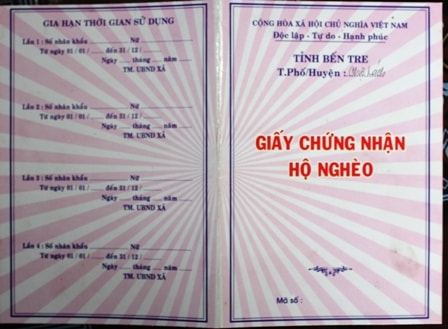 GIA HẠN THỜI GIAN SỬ DỤNG
Lần 1 : Số nhân khẩu ........................ Nữ ........................
Từ ngày 01 / 01 / ...... đến 31 / 12 / ......
Ngày ...... tháng ...... năm ......
TM. UBND XÃ
Lần 2 : Số nhân khẩu ........................ Nữ ........................
Từ ngày 01 / 01 / ...... đến 31 / 12 / ......
Ngày ...... tháng ...... năm ......
TM. UBND XÃ
Lần 3 : Số nhân khẩu ........................ Nữ ........................
Từ ngày 01 / 01 / ...... đến 31 / 12 / ......
Ngày ...... tháng ...... năm ......
TM. UBND XÃ
Lần 4 : Số nhân khẩu ........................ Nữ ........................
Từ ngày 01 / 01 / ...... đến 31 / 12 / ......
Ngày ...... tháng ...... năm ......
TM. UBND XÃ
CỘNG HÒA XÃ HỘI CHỦ NGHĨA VIỆT NAM
Độc lập - Tự do - Hạnh phúc
TỈNH BẾN TRE
T.Phố/Huyện :
GIẤY CHỨNG NHẬN
HỘ NGHÈO
Mã số :